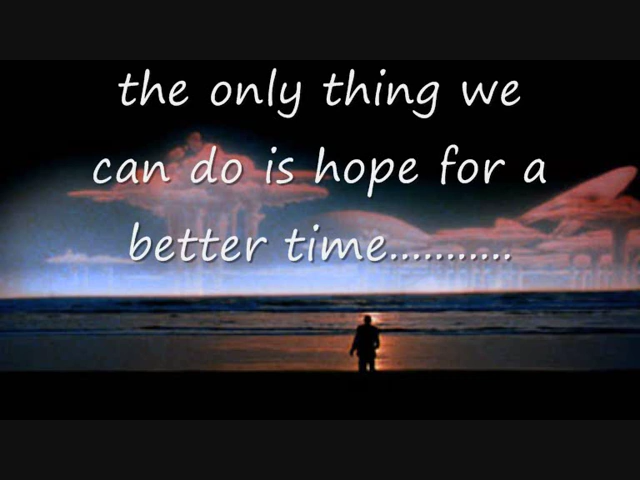 the only thing we
can do is hope for a
better time...........